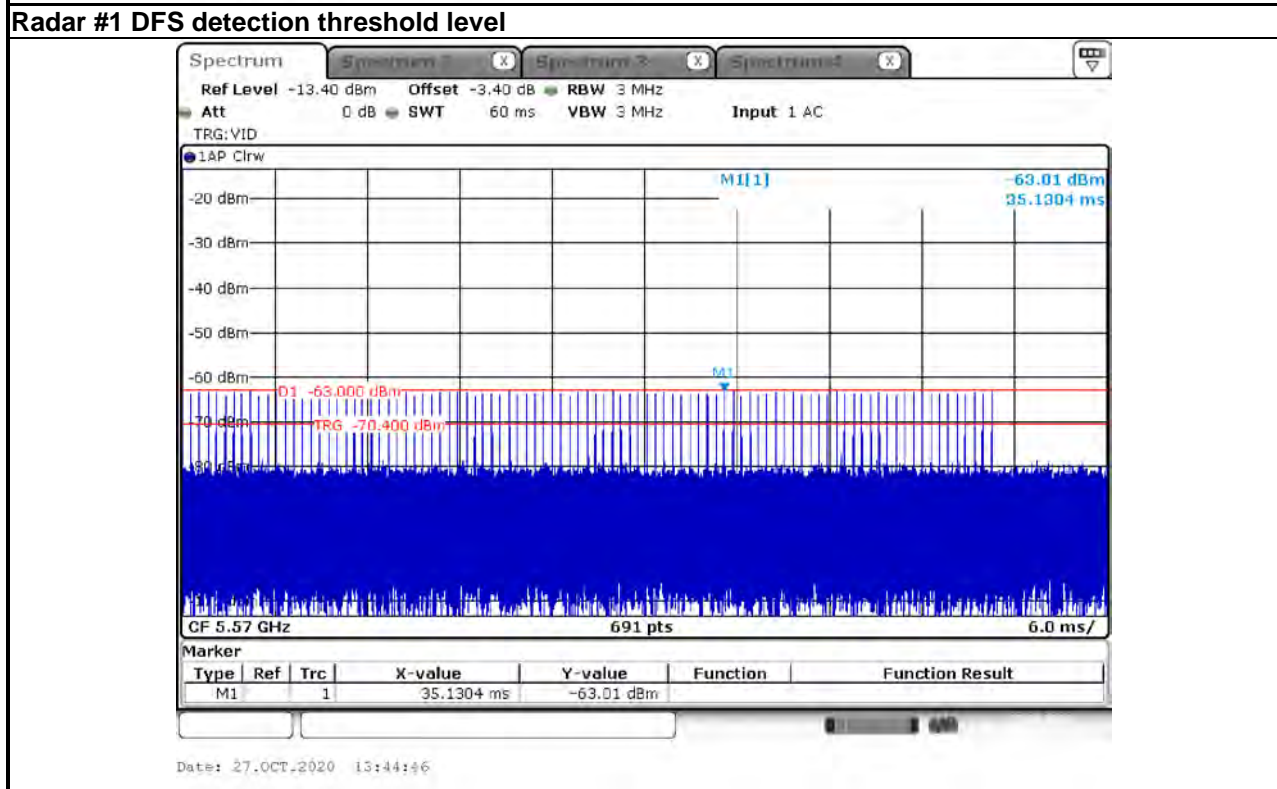 Radar #1 DFS detection threshold level
Spectrum X X X
Ref Level -13.40 dBm Offset -3.40 dB RBW 3 MHz
Att 0 dB SWT 60 ms VBW 3 MHz Input 1 AC
TRG:VID
1AP Clrw
M1[1] -63.01 dBm
35.1304 ms
-20 dBm
-30 dBm
-40 dBm
-50 dBm
-60 dBm
M1
D1 -63.000 dBm
-70 dBm
TRG -70.400 dBm
-80 dBm
CF 5.57 GHz 691 pts 6.0 ms/
Marker
Type Ref Trc X-value Y-value Function Function Result
M1 1 35.1304 ms -63.01 dBm
Date: 27.OCT.2020 13:44:46